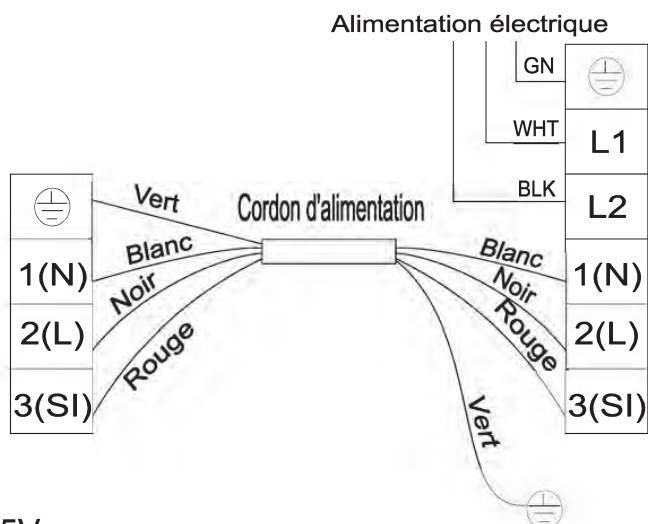 Alimentation électrique
GN
WHT
L1
BLK
L2
Vert
Cordon d'alimentation
Blanc
Blanc
1(N)
1(N)
Noir
Noir
2(L)
2(L)
Rouge
Rouge
3(SI)
3(SI)
Vert
5V